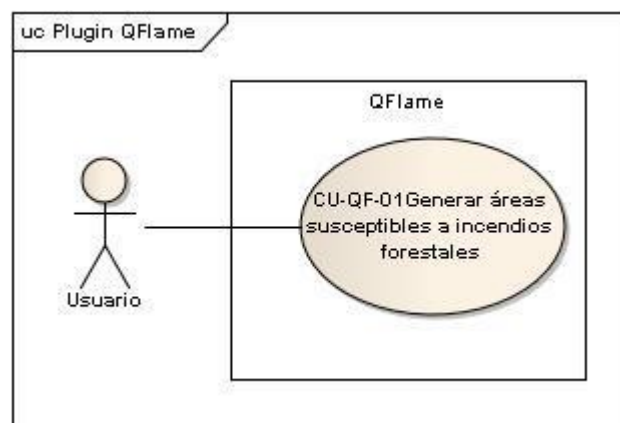 uc Plugin QFlame
QFlame
CU-QF-01Generar áreas
susceptibles a incendios
forestales
Usuario